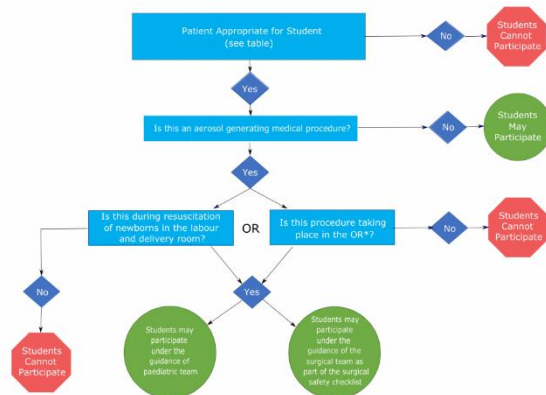 Patient Appropriate for Student
(see table)
No
Students
Cannot
Participate
Yes
Is this an aerosol generating medical procedure?
No
Students
May
Participate
Yes
Is this during resuscitation
of newborns in the labour
and delivery room?
OR
Is this procedure taking
place in the OR*?
No
Students
Cannot
Participate
No
Yes
Students
Cannot
Participate
Students may
participate
under the
guidance of
paediatric team
Students may
participate
under the
guidance of the
surgical team as
part of the surgical
safety checklist